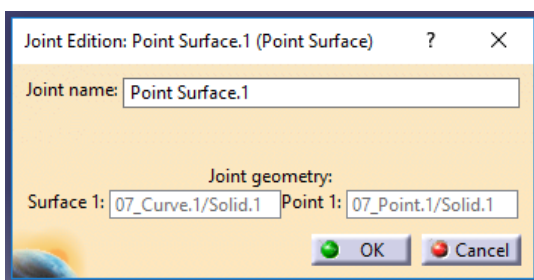 Joint Edition: Point Surface.1 (Point Surface) ? ×
Joint name: Point Surface.1
Joint geometry:
Surface 1: 07_Curve.1/Solid.1 Point 1: 07_Point.1/Solid.1
OK Cancel